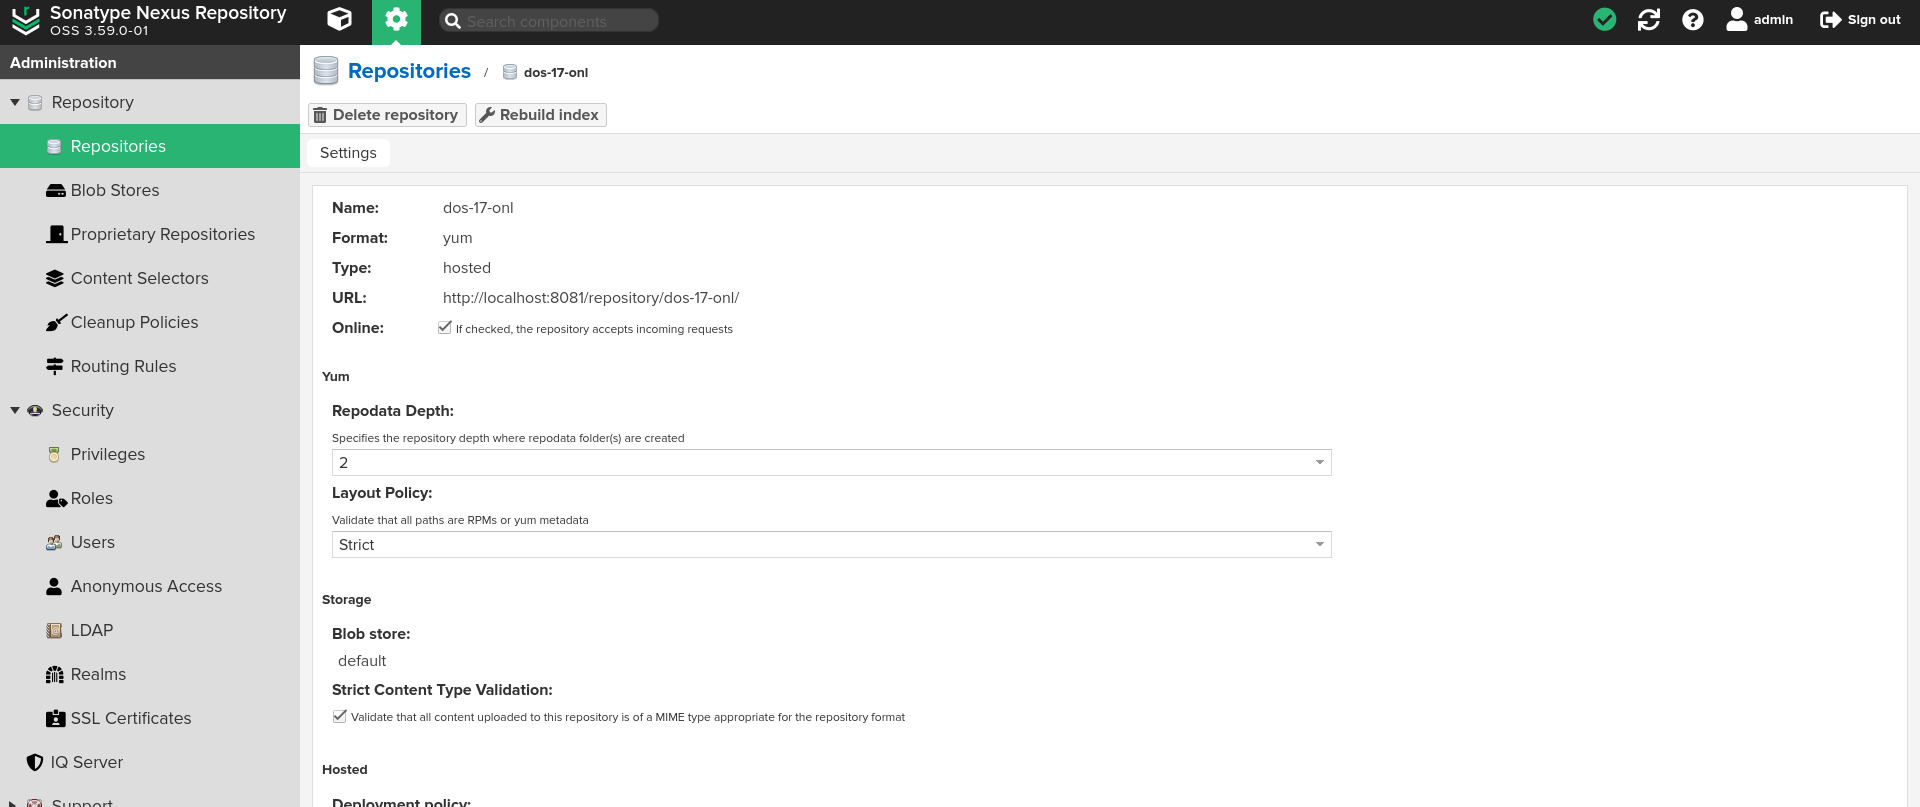 Sonatype Nexus Repository
OSS 3.59.0-01
Search components
admin
Sign out
Administration
Repository
Repositories
Blob Stores
Proprietary Repositories
Content Selectors
Cleanup Policies
Routing Rules
Security
Privileges
Roles
Users
Anonymous Access
LDAP
Realms
SSL Certificates
IQ Server
Support
Repositories / dos-17-onl
Delete repository
Rebuild index
Settings
Name: dos-17-onl
Format: yum
Type: hosted
URL: http://localhost:8081/repository/dos-17-onl/
Online: If checked, the repository accepts incoming requests
Yum
Repodata Depth:
Specifies the repository depth where repodata folder(s) are created
2
Layout Policy:
Validate that all paths are RPMs or yum metadata
Strict
Storage
Blob store:
default
Strict Content Type Validation:
Validate that all content uploaded to this repository is of a MIME type appropriate for the repository format
Hosted
Deployment policy: